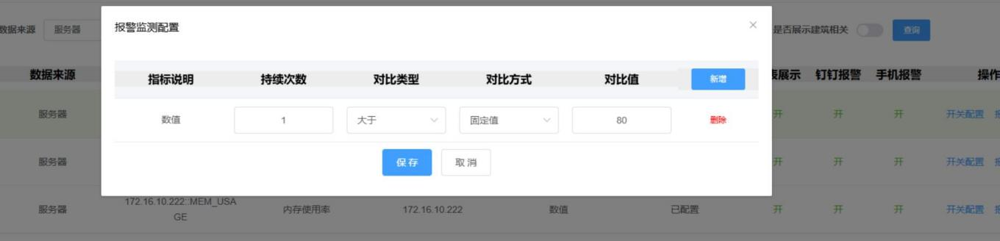 报警监测配置
数据来源 服务器 是否展示建筑相关 查询
指标说明 持续次数 对比类型 对比方式 对比值 新增
数据来源 表展示 钉钉报警 手机报警 操作
数值 1 大于 固定值 80 删除
服务器 开 开 开 开关配置
保存 取消
服务器 开 开 开 开关配置
服务器 172.16.10.222::MEM_USA
GE 内存使用率 172.16.10.222 数值 已配置 开 开 开 开关配置